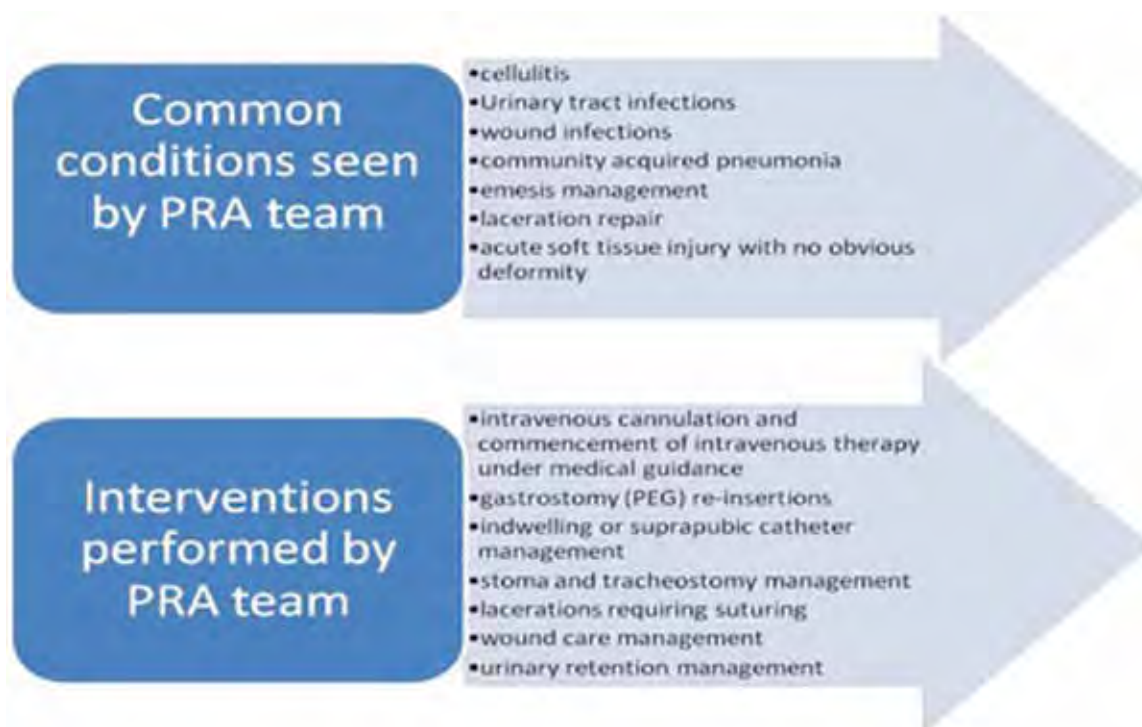 Common
conditions seen
by PRA team
•cellulitis
•Urinary tract infections
•wound infections
•community acquired pneumonia
•emesis management
•laceration repair
•acute soft tissue injury with no obvious
deformity
Interventions
performed by
PRA team
•intravenous cannulation and
commencement of intravenous therapy
under medical guidance
•gastrostomy (PEG) re-insertions
•indwelling or suprapubic catheter
management
•stoma and tracheostomy management
•lacerations requiring suturing
•wound care management
•urinary retention management